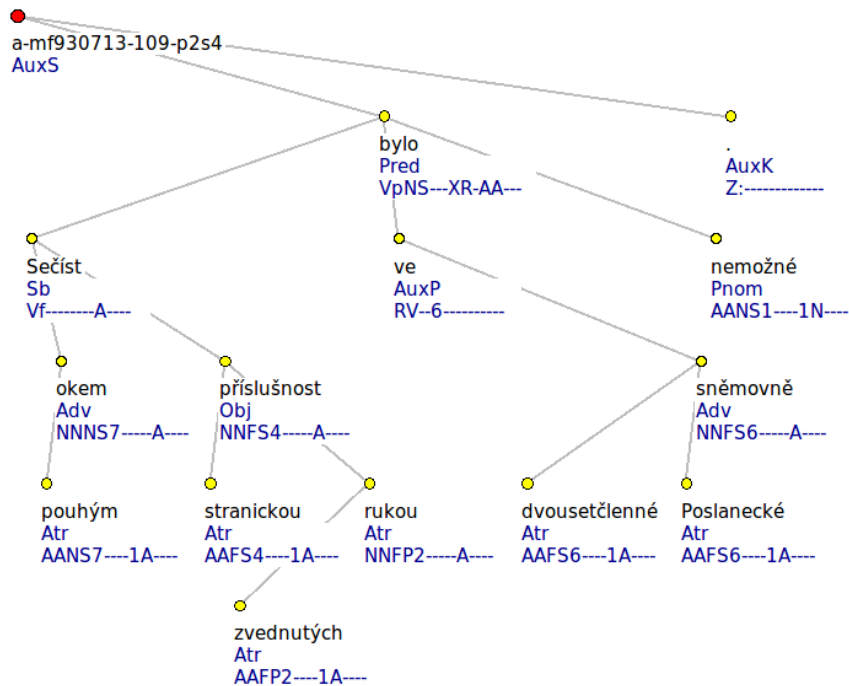 a-mf930713-109-p2s4
AuxS
bylo
Pred
VpNS---XR-AA---
.
AuxK
Z:-------------
Sečíst
Sb
Vf--------A----
ve
AuxP
RV--6----------
nemožné
Pnom
AANS1----1N----
okem
Adv
NNNS7-----A----
příslušnost
Obj
NNFS4-----A----
sněmovně
Adv
NNFS6-----A----
pouhým
Atr
AANS7----1A----
stranickou
Atr
AAFS4----1A----
rukou
Atr
NNFP2-----A----
dvousetčlenné
Atr
AAFS6----1A----
Poslanecké
Atr
AAFS6----1A----
zvednutých
Atr
AAFP2----1A----